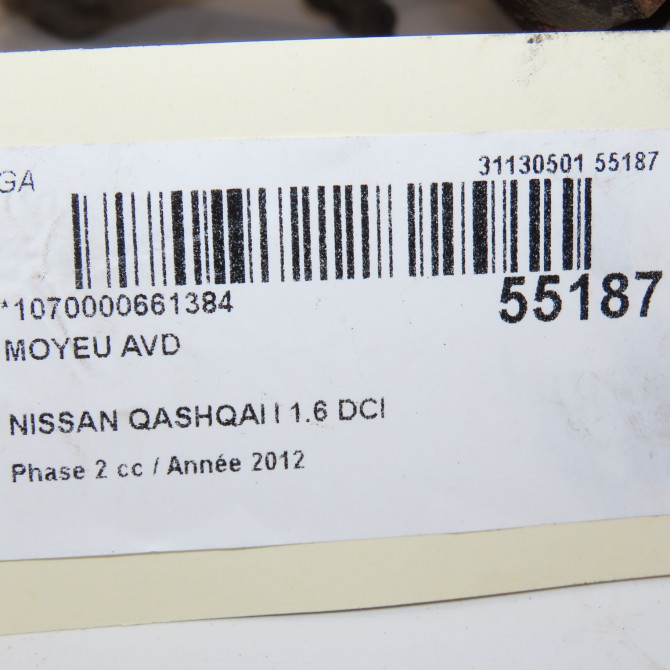 GA
31130501 55187
*1070000661384
55187
MOYEU AVD
NISSAN QASHQAI I 1.6 DCI
Phase 2 cc / Année 2012